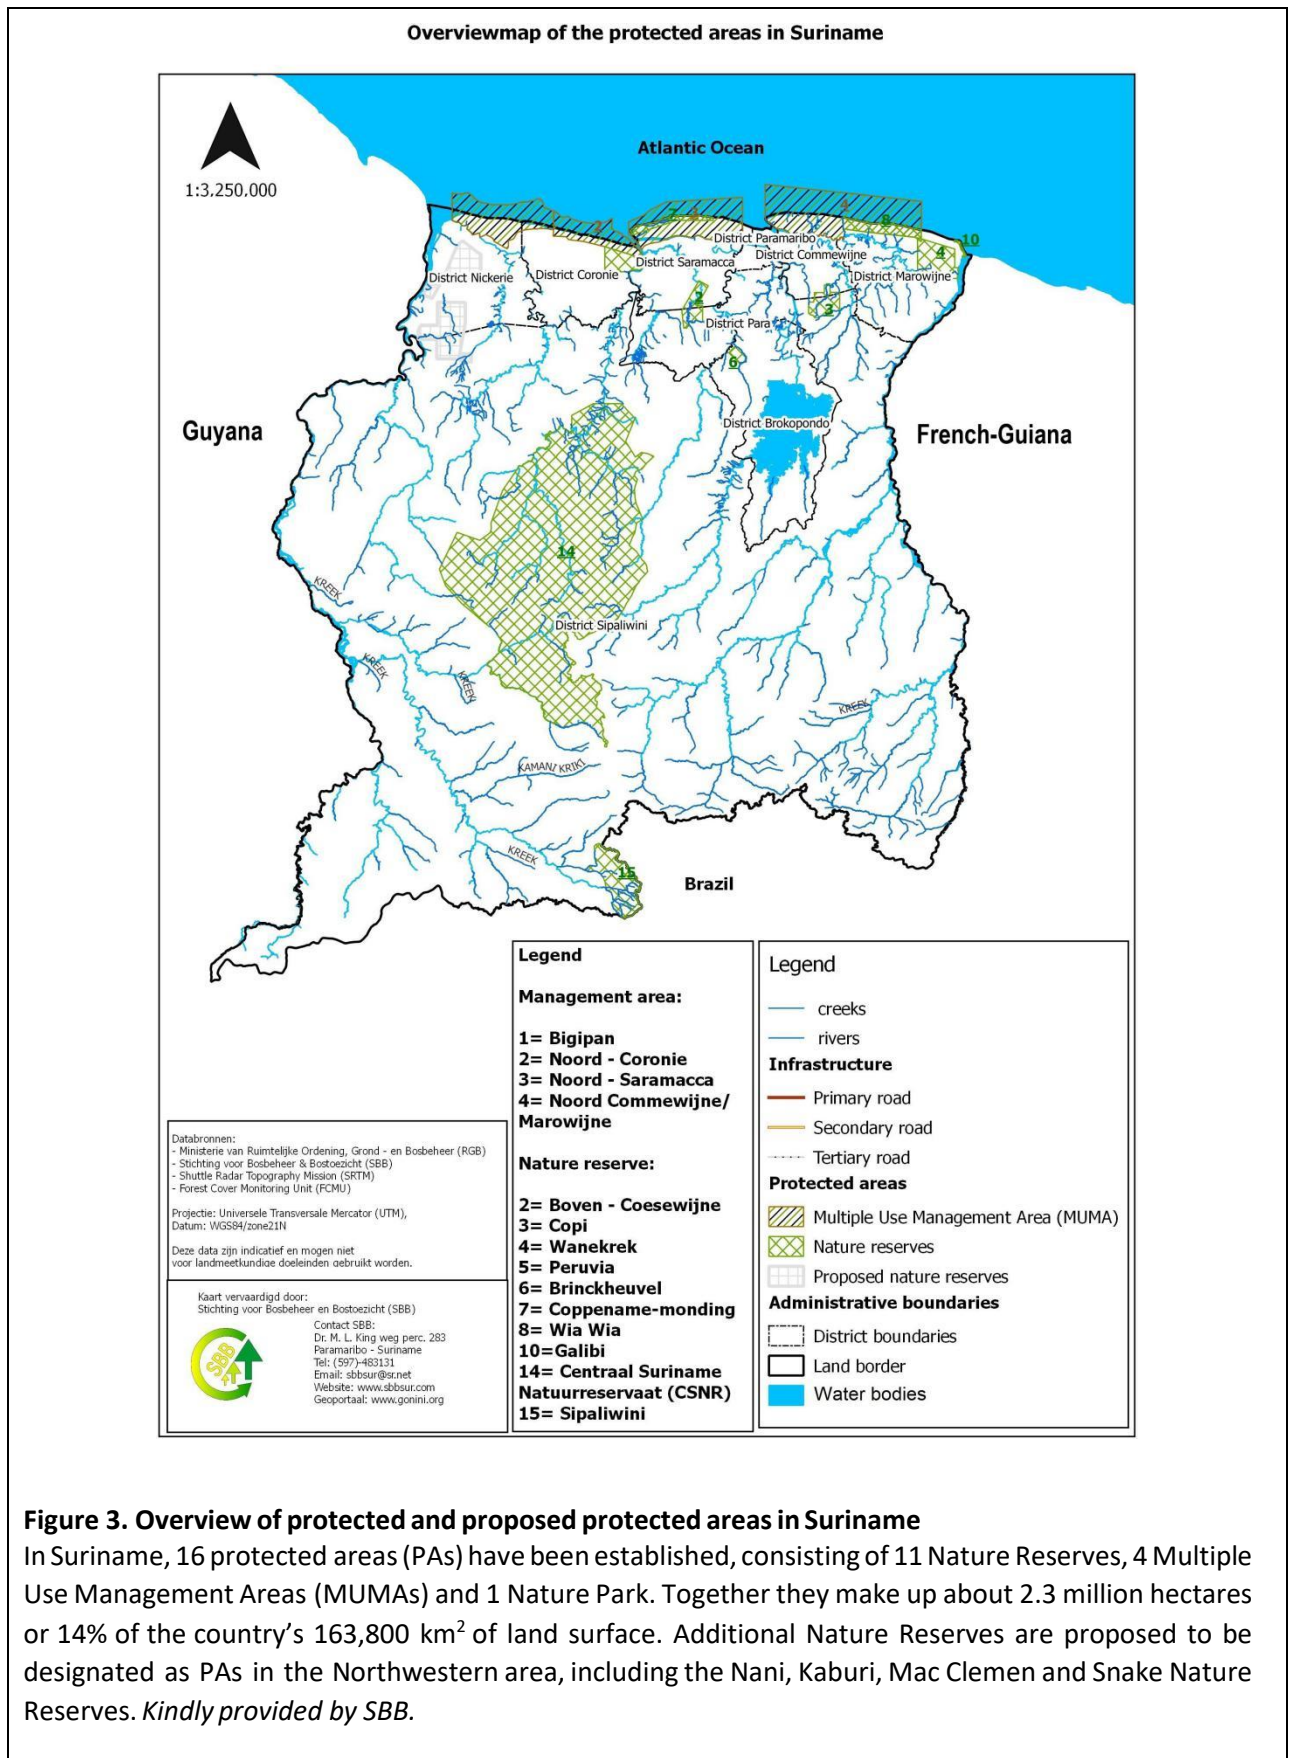 Overviewmap of the protected areas in Suriname
Atlantic Ocean
1:3,250,000
2
7
3
4
8
10
District Paramaribo
District Saramacca
District Commewijne
4
District Nickerie
District Coronie
District Marowijne
2
3
District Para
6
Guyana
District Brokopondo
French-Guiana
14
KREEK
District Sipaliwini
KREEK
KREEK
KREEK
KAMANI KRIKI
KREEK
15
Brazil
Legend
Management area:
1= Bigipan
2= Noord - Coronie
3= Noord - Saramacca
4= Noord Commewijne/
Marowijne
Nature reserve:
2= Boven - Coesewijne
3= Copi
4= Wanekrek
5= Peruvia
6= Brinckheuvel
7= Coppename-monding
8= Wia Wia
10=Galibi
14= Centraal Suriname
Natuurreservaat (CSNR)
15= Sipaliwini
Legend
creeks
rivers
Infrastructure
Primary road
Secondary road
Tertiary road
Protected areas
Multiple Use Management Area (MUMA)
Nature reserves
Proposed nature reserves
Administrative boundaries
District boundaries
Land border
Water bodies
Databronnen:
- Ministerie van Ruimtelijke Ordening, Grond - en Bosbeheer (RGB)
- Stichting voor Bosbeheer & Bostoezicht (SBB)
- Shuttle Radar Topography Mission (SRTM)
- Forest Cover Monitoring Unit (FCMU)
Projectie: Universele Transversale Mercator (UTM),
Datum: WGS84/zone21N
Deze data zijn indicatief en mogen niet
voor landmeetkundige doeleinden gebruikt worden.
Kaart vervaardigd door:
Stichting voor Bosbeheer en Bostoezicht (SBB)
SBB
Contact SBB:
Dr. M. L. King weg perc. 283
Paramaribo - Suriname
Tel: (597)-483131
Email: sbbsur@sr.net
Website: www.sbbsur.com
Geoportaal: www.gonini.org
Figure 3. Overview of protected and proposed protected areas in Suriname
In Suriname, 16 protected areas (PAs) have been established, consisting of 11 Nature Reserves, 4 Multiple
Use Management Areas (MUMAs) and 1 Nature Park. Together they make up about 2.3 million hectares
or 14% of the country's 163,800 km² of land surface. Additional Nature Reserves are proposed to be
designated as PAs in the Northwestern area, including the Nani, Kaburi, Mac Clemen and Snake Nature
Reserves. Kindly provided by SBB.